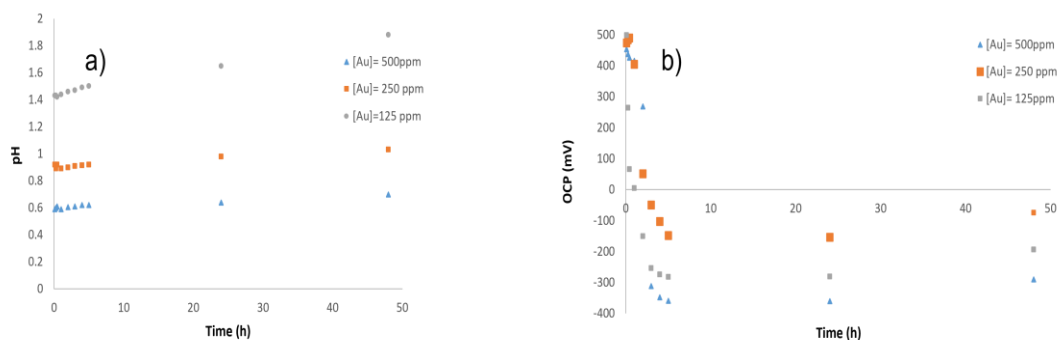 a)
2
1.8
1.6
1.4
1.2
1
0.8
0.6
0.4
0.2
0
pH
0 10 20 30 40 50
Time (h)
[Au]= 500ppm
[Au]= 250 ppm
[Au]=125 ppm
b)
500
400
300
200
100
0
-100
-200
-300
-400
OCP (mV)
0 10 20 30 40 50
Time (h)
[Au]= 500ppm
[Au]= 250 ppm
[Au]= 125ppm